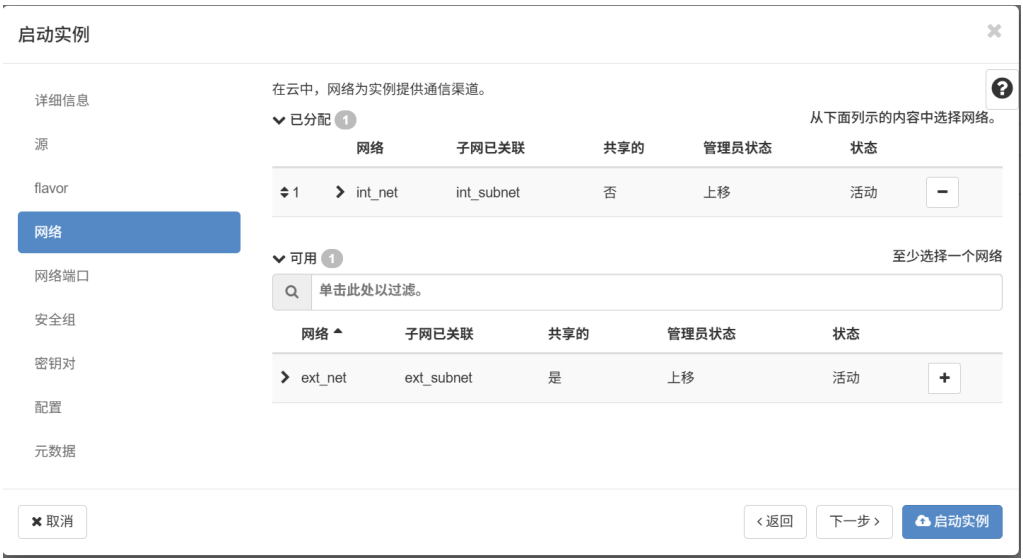 启动实例 ×
详细信息
源
flavor
网络
网络端口
安全组
密钥对
配置
元数据
在云中，网络为实例提供通信渠道。
已分配 1 从下面列示的内容中选择网络。
网络 子网已关联 共享的 管理员状态 状态
1 int_net int_subnet 否 上移 活动
可用 1 至少选择一个网络
单击此处以过滤。
网络 子网已关联 共享的 管理员状态 状态
ext_net ext_subnet 是 上移 活动
取消 返回 下一步 启动实例